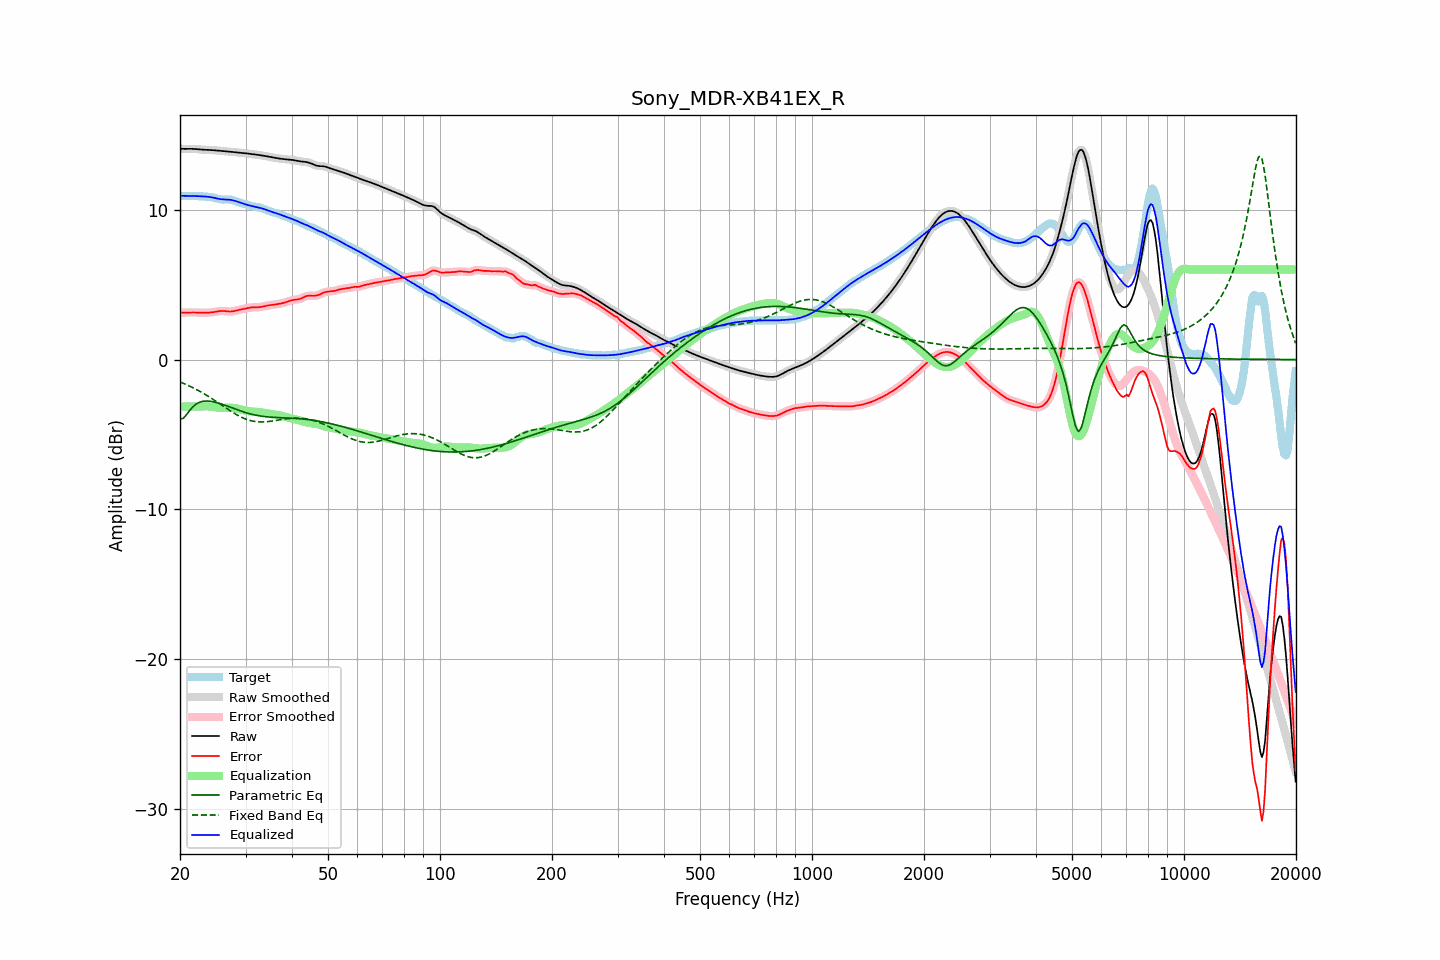 Sony_MDR-XB41EX_R
Amplitude (dBr)
10
0
−10
−20
−30
Target
Raw Smoothed
Error Smoothed
Raw
Error
Equalization
Parametric Eq
Fixed Band Eq
Equalized
20 50 100 200 500 1000 2000 5000 10000 20000
Frequency (Hz)